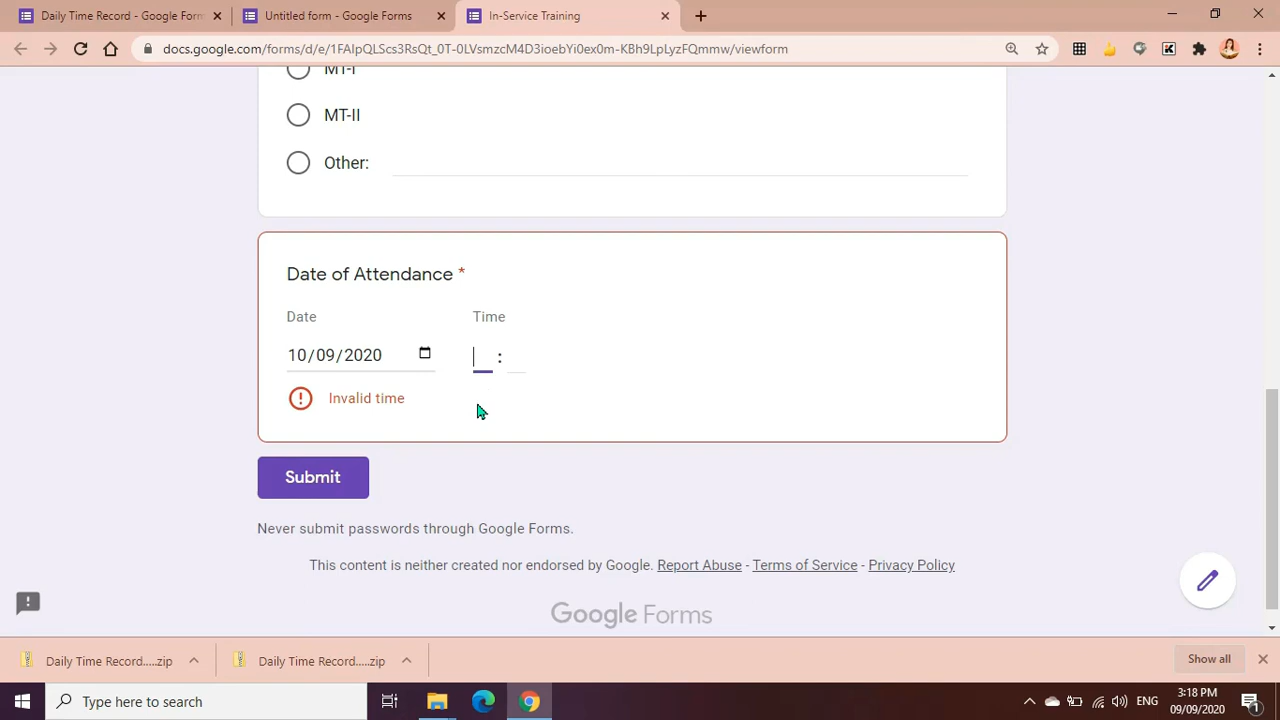 Daily Time Record - Google Form
Untitled form - Google Forms
In-Service Training
docs.google.com/forms/d/e/1FAIpQLScs3RsQt_0T-0LVsmzcM4D3ioebYi0ex0m-KBh9LpLyzFQmmw/viewform
MT-I
MT-II
Other:
Date of Attendance *
Date
Time
10/09/2020
:
Invalid time
Submit
Never submit passwords through Google Forms.
This content is neither created nor endorsed by Google. Report Abuse - Terms of Service - Privacy Policy
Google Forms
Daily Time Record.....zip
Daily Time Record.....zip
Show all
Type here to search
ENG
3:18 PM
09/09/2020
1